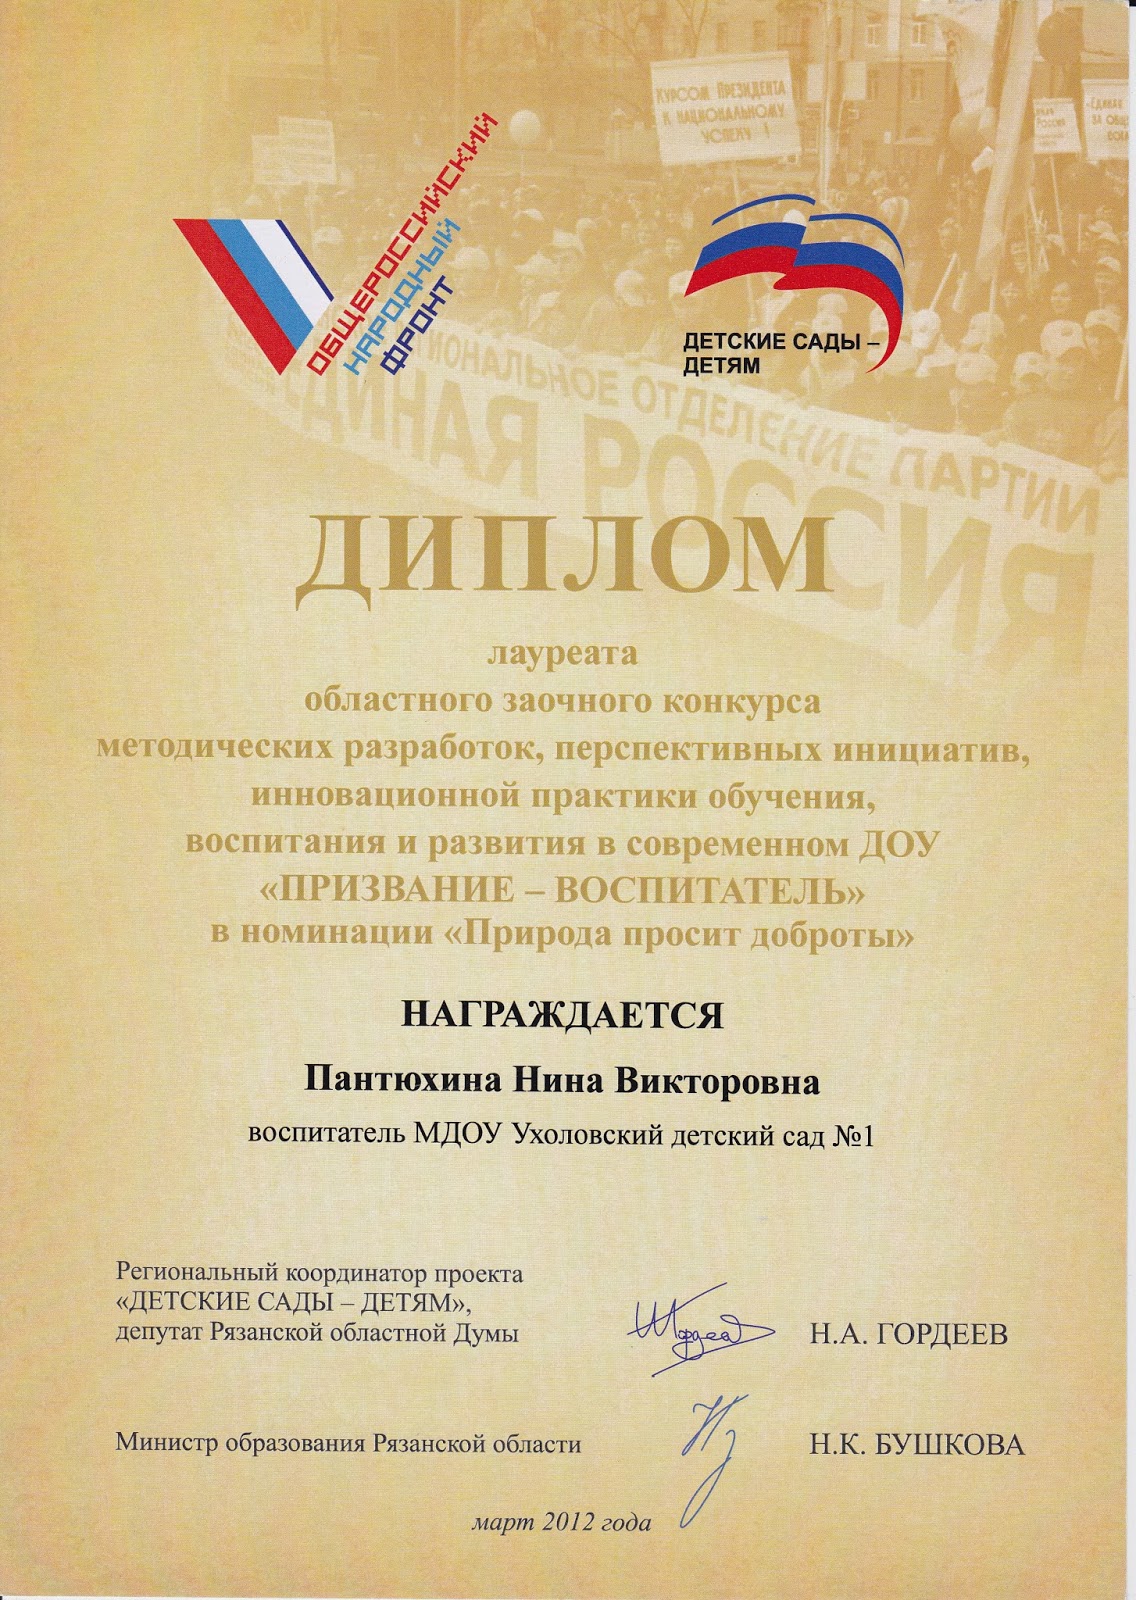 КУРСОМ ПРЕЗИДЕНТА
К НАЦИОНАЛЬНОМУ
УСПЕХУ !
ОБЩЕРОССИЙСКИЙ
НАРОДНЫЙ
ФРОНТ
ДЕТСКИЕ САДЫ –
ДЕТЯМ
ОТДЕЛЕНИЕ ПАРТИИ
РОССИЯ
ДИПЛОМ
лауреата
областного заочного конкурса
методических разработок, перспективных инициатив,
инновационной практики обучения,
воспитания и развития в современном ДОУ
«ПРИЗВАНИЕ – ВОСПИТАТЕЛЬ»
в номинации «Природа просит доброты»
НАГРАЖДАЕТСЯ
Пантюхина Нина Викторовна
воспитатель МДОУ Ухоловский детский сад №1
Региональный координатор проекта
«ДЕТСКИЕ САДЫ – ДЕТЯМ»,
депутат Рязанской областной Думы
Н.А. ГОРДЕЕВ
Министр образования Рязанской области
Н.К. БУШКОВА
март 2012 года